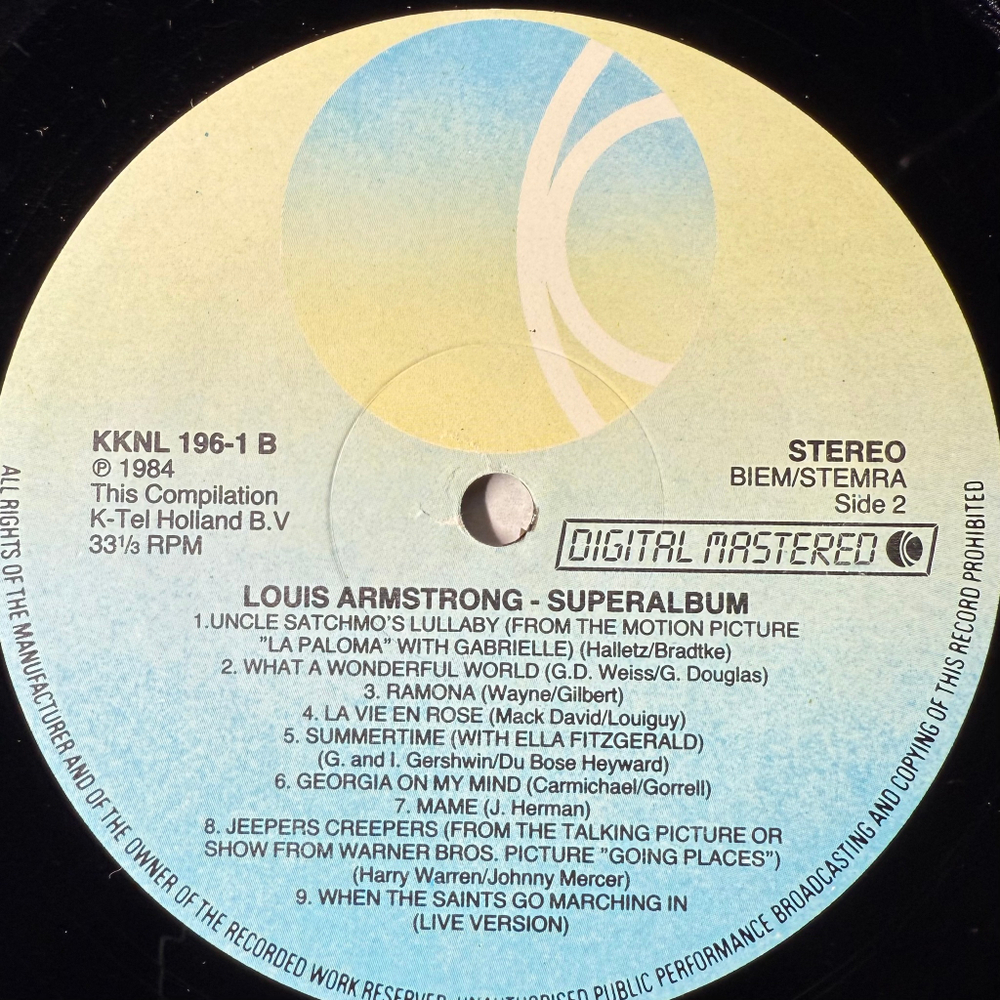 KKNL 196-1 B
℗ 1984
This Compilation
K-Tel Holland B.V
33⅓ RPM
STEREO
BIEM/STEMRA
Side 2
DIGITAL MASTERED
LOUIS ARMSTRONG - SUPERALBUM
1.UNCLE SATCHMO'S LULLABY (FROM THE MOTION PICTURE
"LA PALOMA" WITH GABRIELLE) (Halletz/Bradtke)
2. WHAT A WONDERFUL WORLD (G.D. Weiss/G. Douglas)
3. RAMONA (Wayne/Gilbert)
4. LA VIE EN ROSE (Mack David/Louiguy)
5. SUMMERTIME (WITH ELLA FITZGERALD)
(G. and I. Gershwin/Du Bose Heyward)
6. GEORGIA ON MY MIND (Carmichael/Gorrell)
7. MAME (J. Herman)
8. JEEPERS CREEPERS (FROM THE TALKING PICTURE OR
SHOW FROM WARNER BROS. PICTURE "GOING PLACES")
(Harry Warren/Johnny Mercer)
9. WHEN THE SAINTS GO MARCHING IN
(LIVE VERSION)
ALL RIGHTS OF THE MANUFACTURER AND OF THE OWNER OF THE RECORDED WORK RESERVED. UNAUTHORISED PUBLIC PERFORMANCE BROADCASTING AND COPYING OF THIS RECORD PROHIBITED